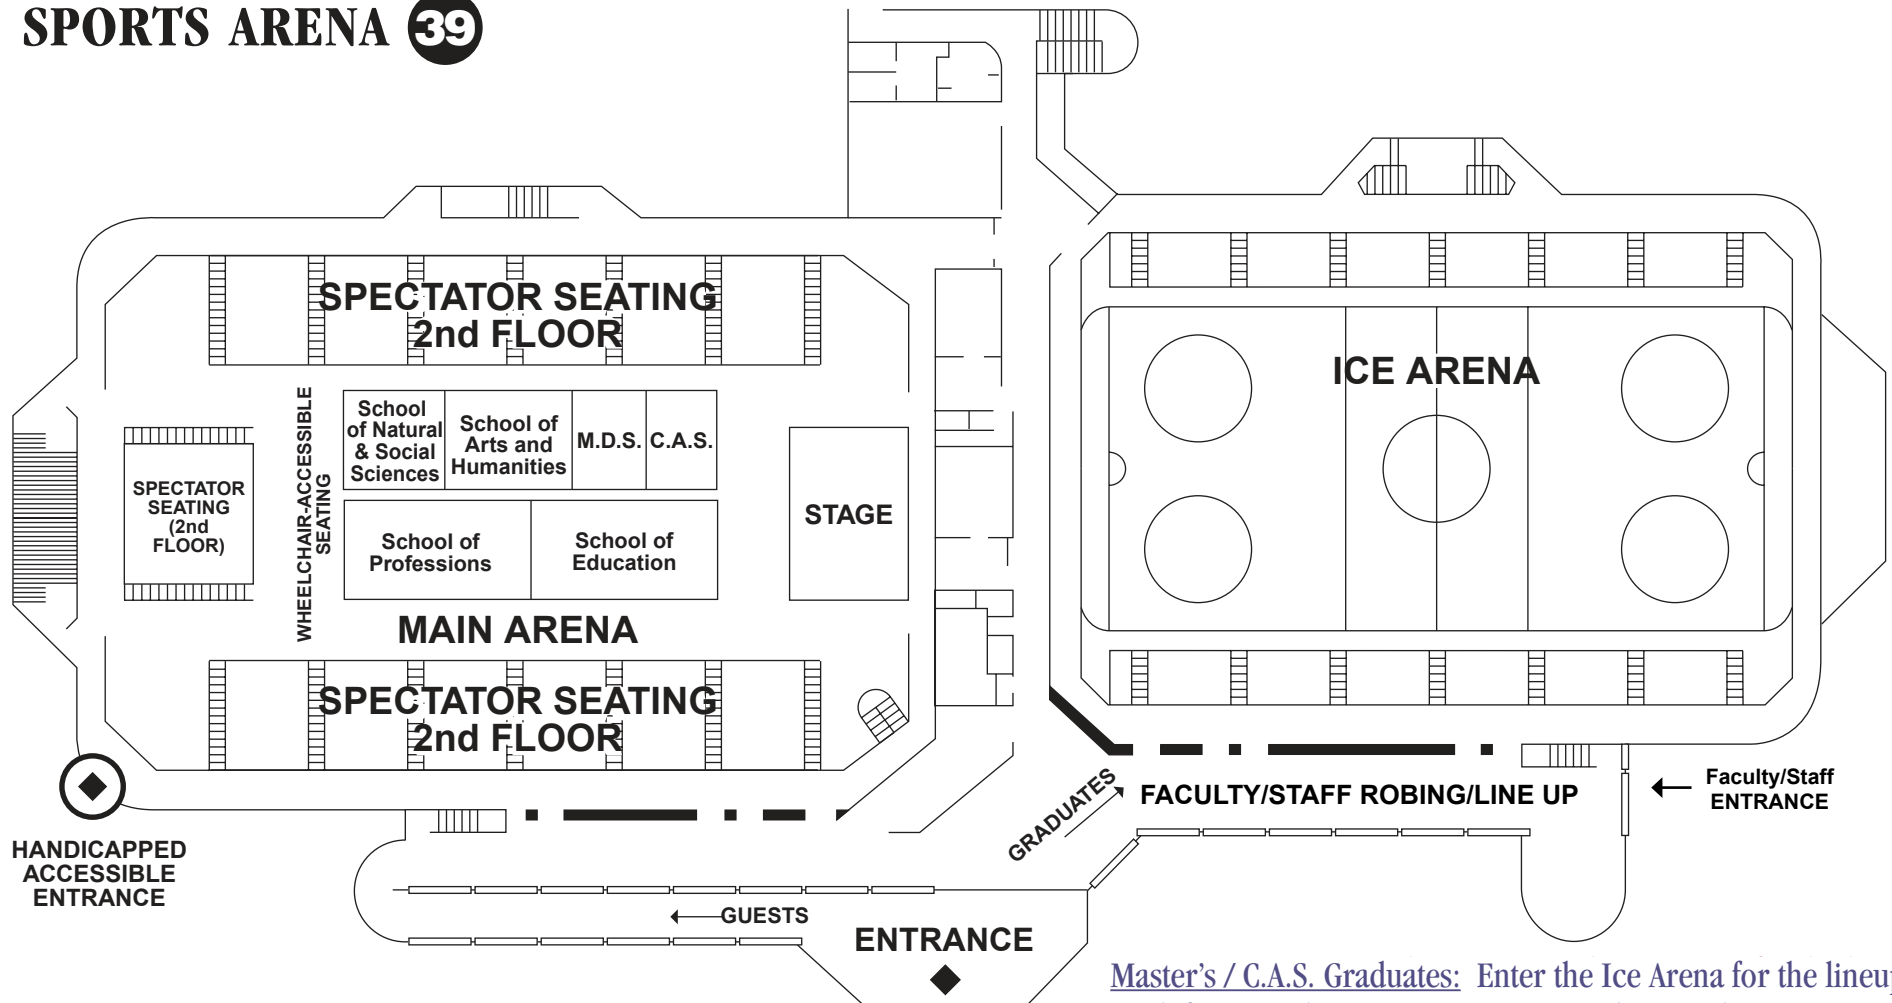 SPORTS ARENA 39
SPECTATOR SEATING
2nd FLOOR
ICE ARENA
WHEELCHAIR-ACCESSIBLE
SEATING
School
of Natural
& Social
Sciences
School of
Arts and
Humanities
M.D.S.
C.A.S.
SPECTATOR
SEATING
(2nd
FLOOR)
STAGE
School of
Professions
School of
Education
MAIN ARENA
SPECTATOR SEATING
2nd FLOOR
GRADUATES
FACULTY/STAFF ROBING/LINE UP
Faculty/Staff
ENTRANCE
HANDICAPPED
ACCESSIBLE
ENTRANCE
GUESTS
ENTRANCE
Master's / C.A.S. Graduates: Enter the Ice Arena for the lineu